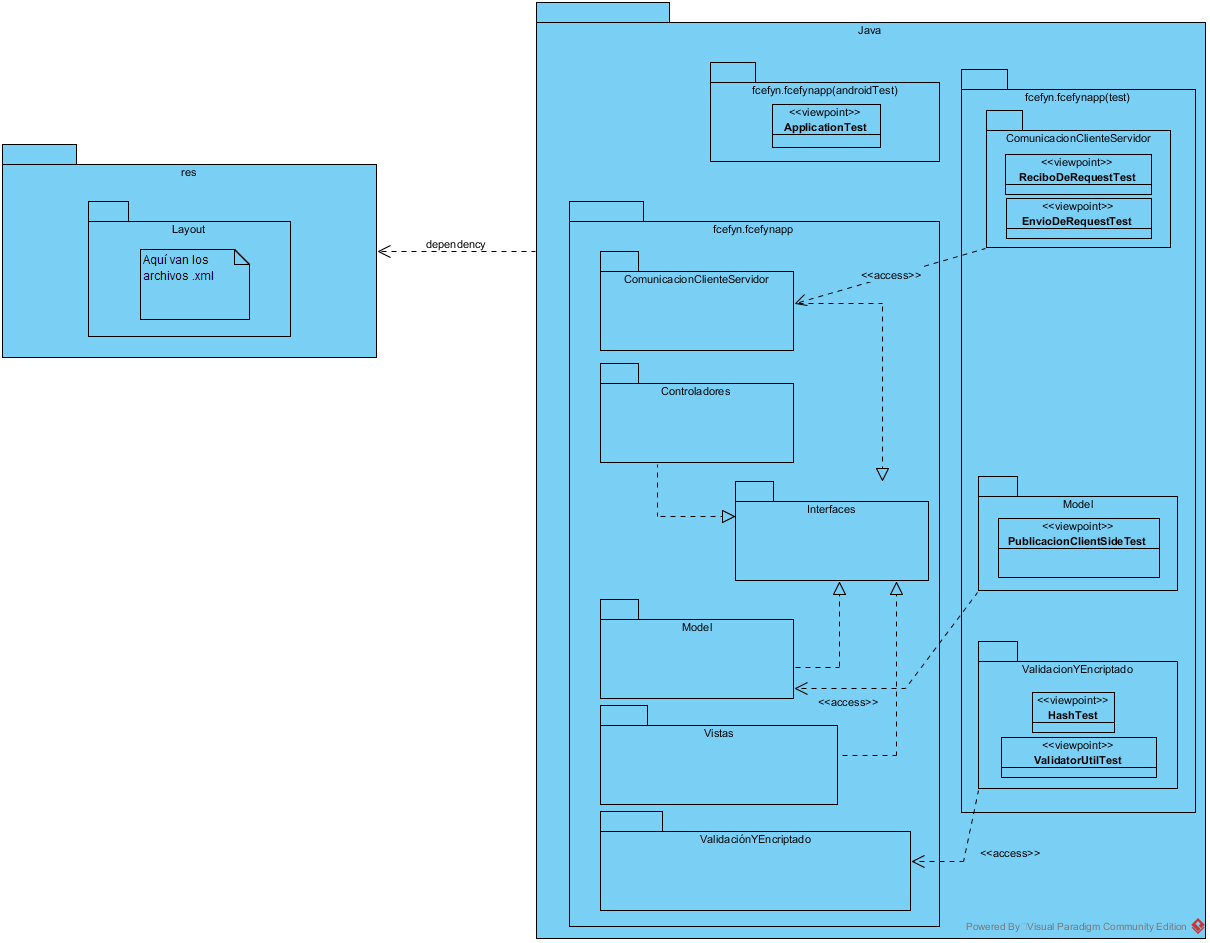 Java
fcefyn.fcefynapp(androidTest)
<<viewpoint>>
ApplicationTest
fcefyn.fcefynapp(test)
ComunicacionClienteServidor
<<viewpoint>>
ReciboDeRequestTest
<<viewpoint>>
EnvioDeRequestTest
res
Layout
Aquí van los
archivos .xml
dependency
fcefyn.fcefynapp
ComunicacionClienteServidor
<<access>>
Controladores
Interfaces
Model
<<viewpoint>>
PublicacionClientSideTest
Model
<<access>>
ValidacionYEncriptado
<<viewpoint>>
HashTest
<<viewpoint>>
ValidatorUtilTest
Vistas
ValidaciónYEncriptado
<<access>>
Powered By Visual Paradigm Community Edition